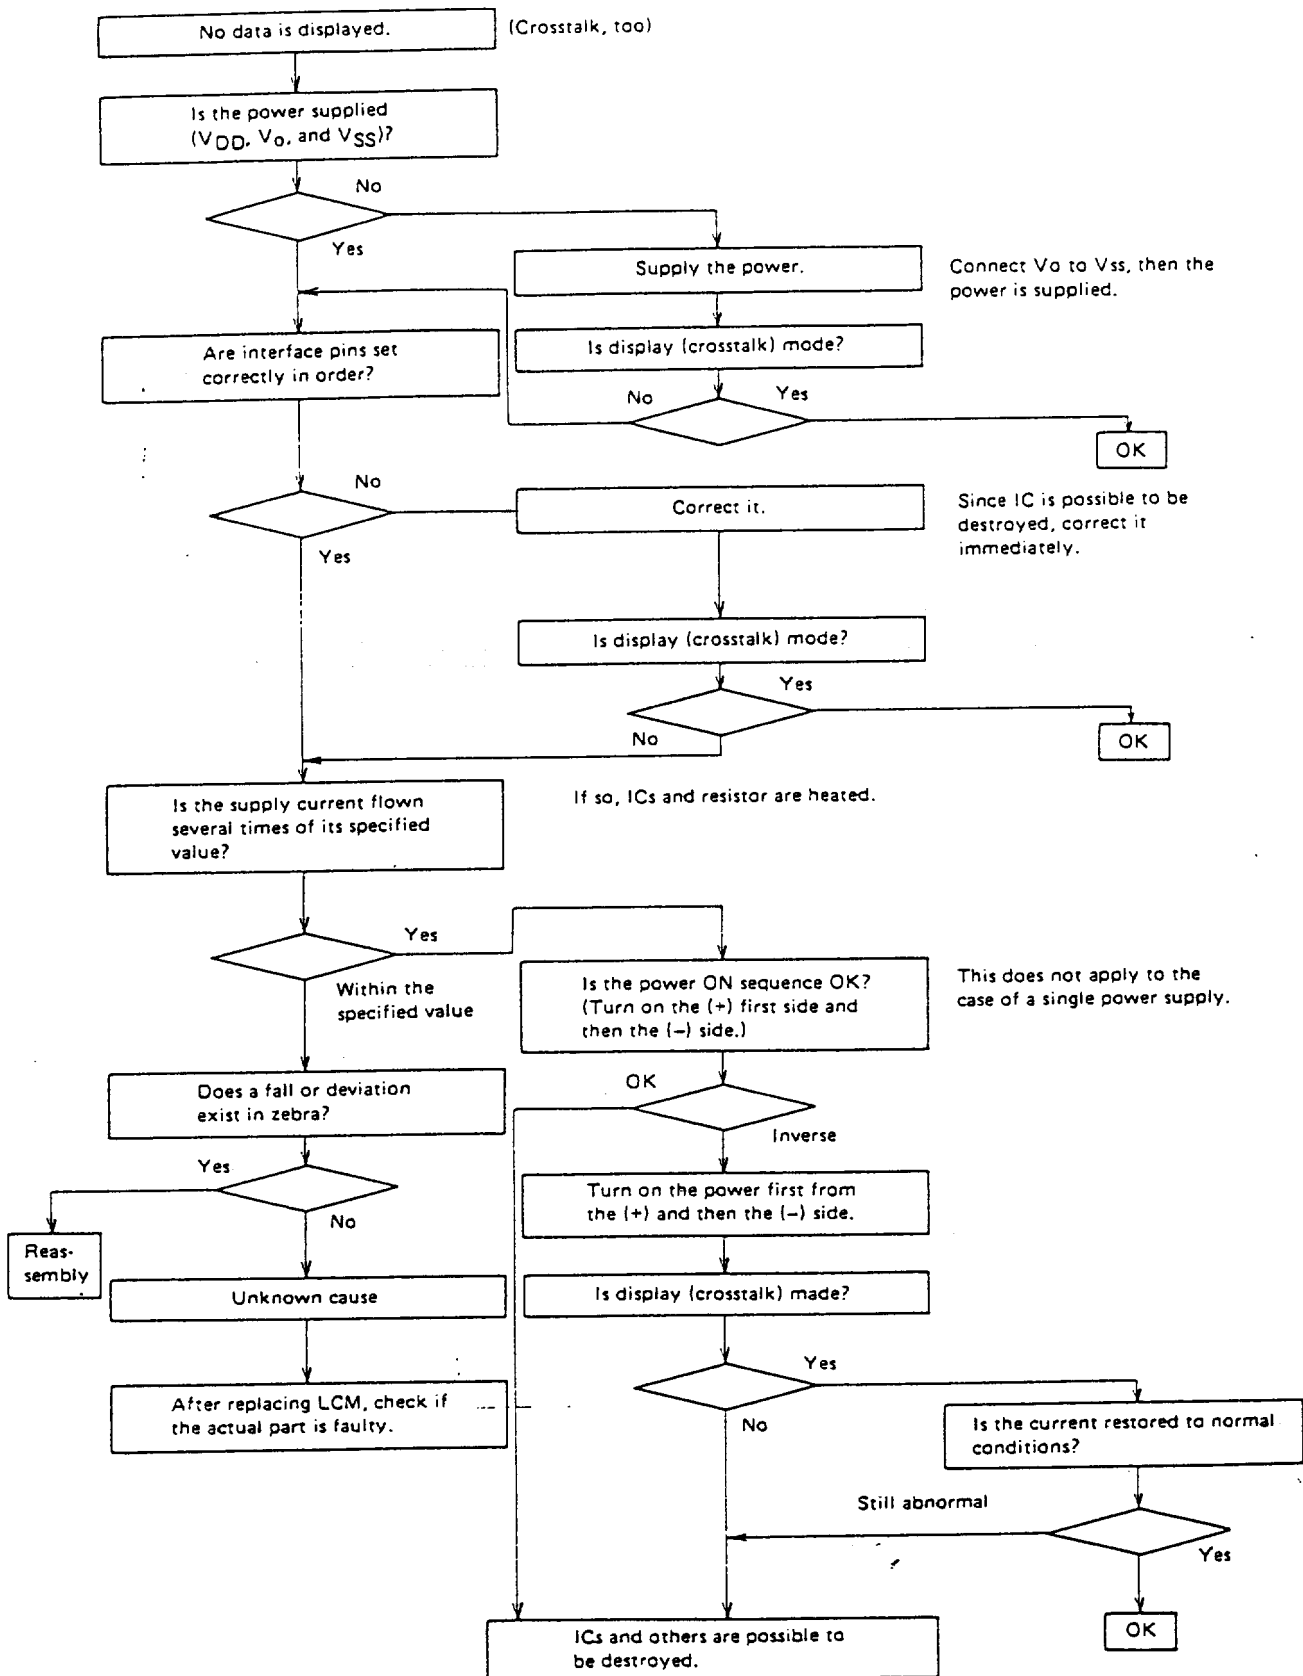 No data is displayed.
(Crosstalk, too)
Is the power supplied
(VDD, Vo, and VSS)?
No
Yes
Supply the power.
Connect Vo to Vss, then the
power is supplied.
Are interface pins set
correctly in order?
Is display (crosstalk) mode?
No
Yes
OK
No
Yes
Correct it.
Since IC is possible to be
destroyed, correct it
immediately.
Is display (crosstalk) mode?
Yes
No
OK
Is the supply current flown
several times of its specified
value?
If so, ICs and resistor are heated.
Yes
Within the
specified value
Is the power ON sequence OK?
(Turn on the (+) first side and
then the (−) side.)
This does not apply to the
case of a single power supply.
Does a fall or deviation
exist in zebra?
OK
Inverse
Yes
No
Turn on the power first from
the (+) and then the (−) side.
Reas-
sembly
Unknown cause
Is display (crosstalk) made?
After replacing LCM, check if
the actual part is faulty.
Yes
No
Is the current restored to normal
conditions?
Still abnormal
Yes
OK
ICs and others are possible to
be destroyed.